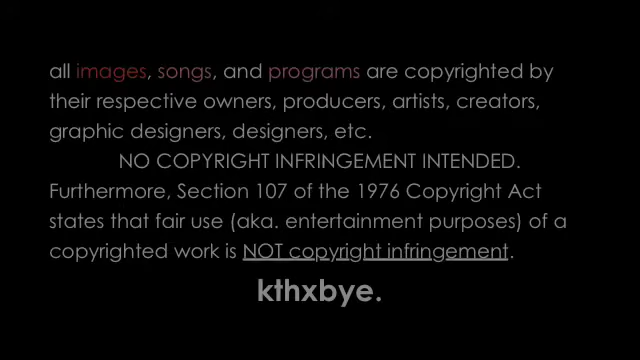 all images, songs, and programs are copyrighted by
their respective owners, producers, artists, creators,
graphic designers, designers, etc.
NO COPYRIGHT INFRINGEMENT INTENDED.
Furthermore, Section 107 of the 1976 Copyright Act
states that fair use (aka. entertainment purposes) of a
copyrighted work is NOT copyright infringement.
kthxbye.